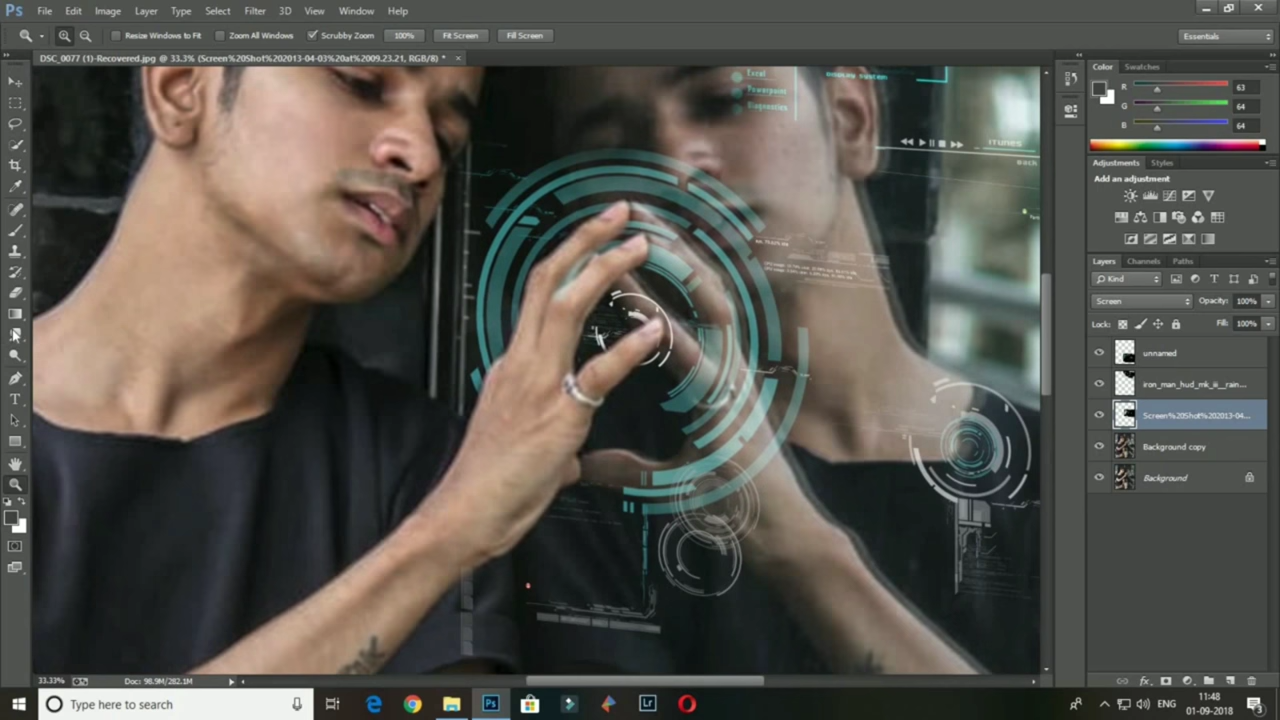 Ps File Edit Image Layer Type Select Filter 3D View Window Help
Resize Windows to Fit Zoom All Windows Scrubby Zoom 100% Fit Screen Fill Screen Essentials
DSC_0077 (1)-Recovered.jpg @ 33.3% (Screen%20Shot%202013-04-03%20at%2009.23.21, RGB/8) *
Excel
Powerpoint
Diagnostics
ITUNES
Color Swatches
R 63
G 64
B 64
Adjustments Styles
Add an adjustment
Layers Channels Paths
Kind
Screen Opacity: 100%
Lock: Fill: 100%
unnamed
iron_man_hud_mk_iii__rain...
Screen%20Shot%202013-04...
Background copy
Background
33.33% Doc: 98.9M/282.1M
Type here to search
Ps
Lr
ENG
11:48
01-09-2018
3